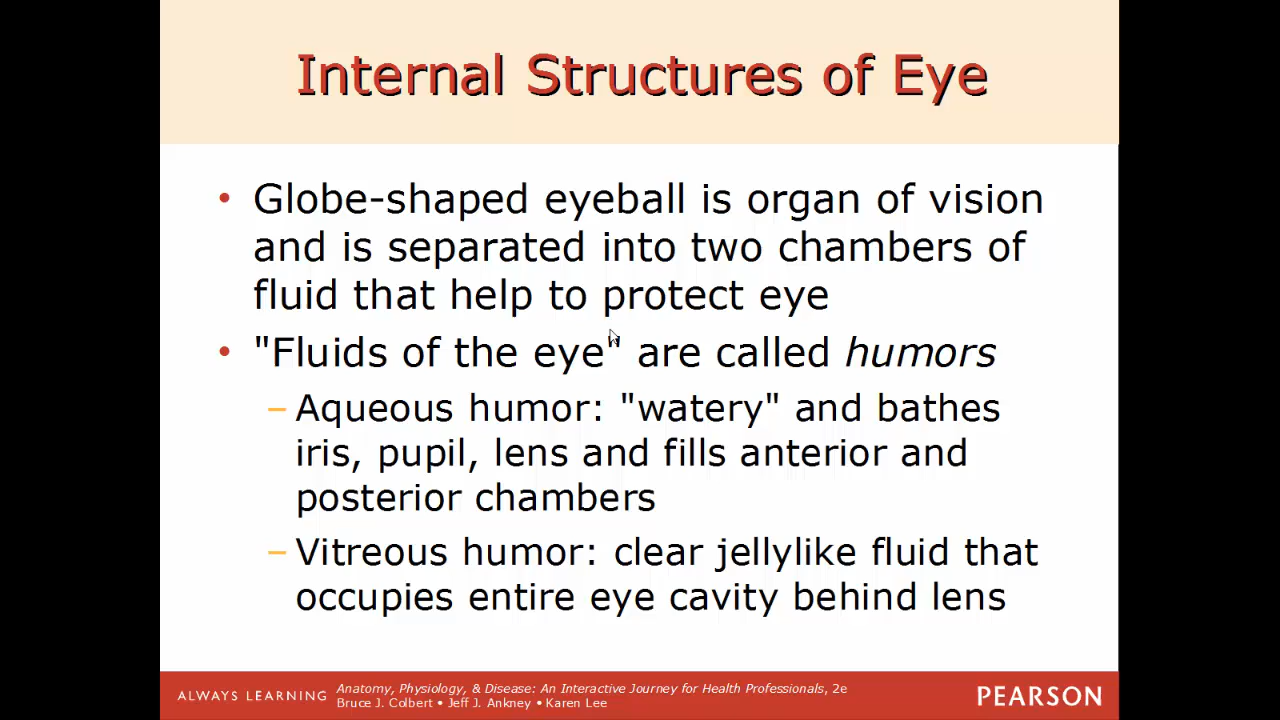 Internal Structures of Eye
• Globe-shaped eyeball is organ of vision
and is separated into two chambers of
fluid that help to protect eye
• "Fluids of the eye" are called humors
– Aqueous humor: "watery" and bathes
iris, pupil, lens and fills anterior and
posterior chambers
– Vitreous humor: clear jellylike fluid that
occupies entire eye cavity behind lens
ALWAYS LEARNING
Anatomy, Physiology, & Disease: An Interactive Journey for Health Professionals, 2e
Bruce J. Colbert • Jeff J. Ankney • Karen Lee
PEARSON